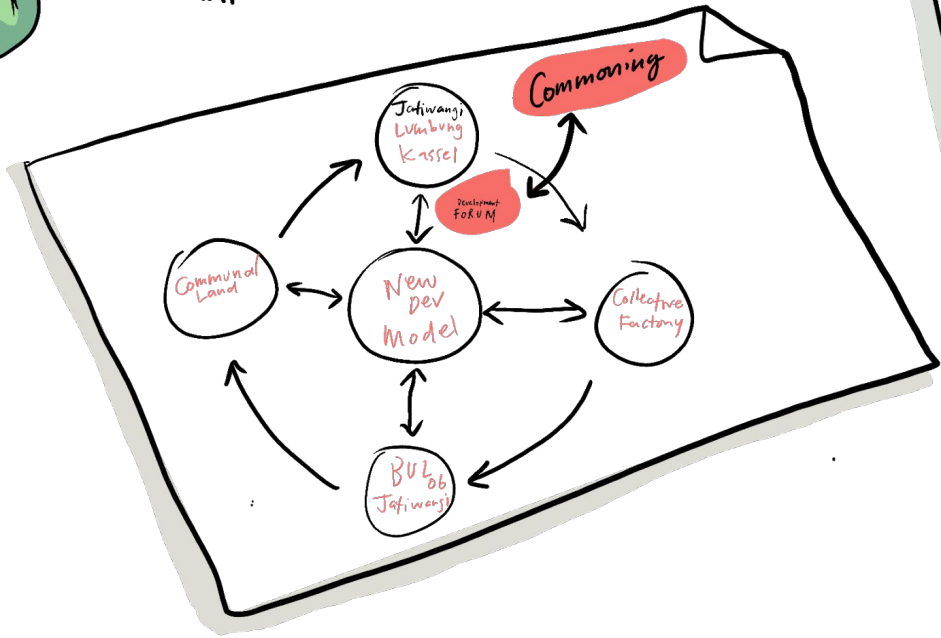 Commoning
Jatiwangi
Lumbung
Kassel
Development
FORUM
Communal
Land
New
Dev
Model
Collective
Factory
BUL
06
Jatiwangi